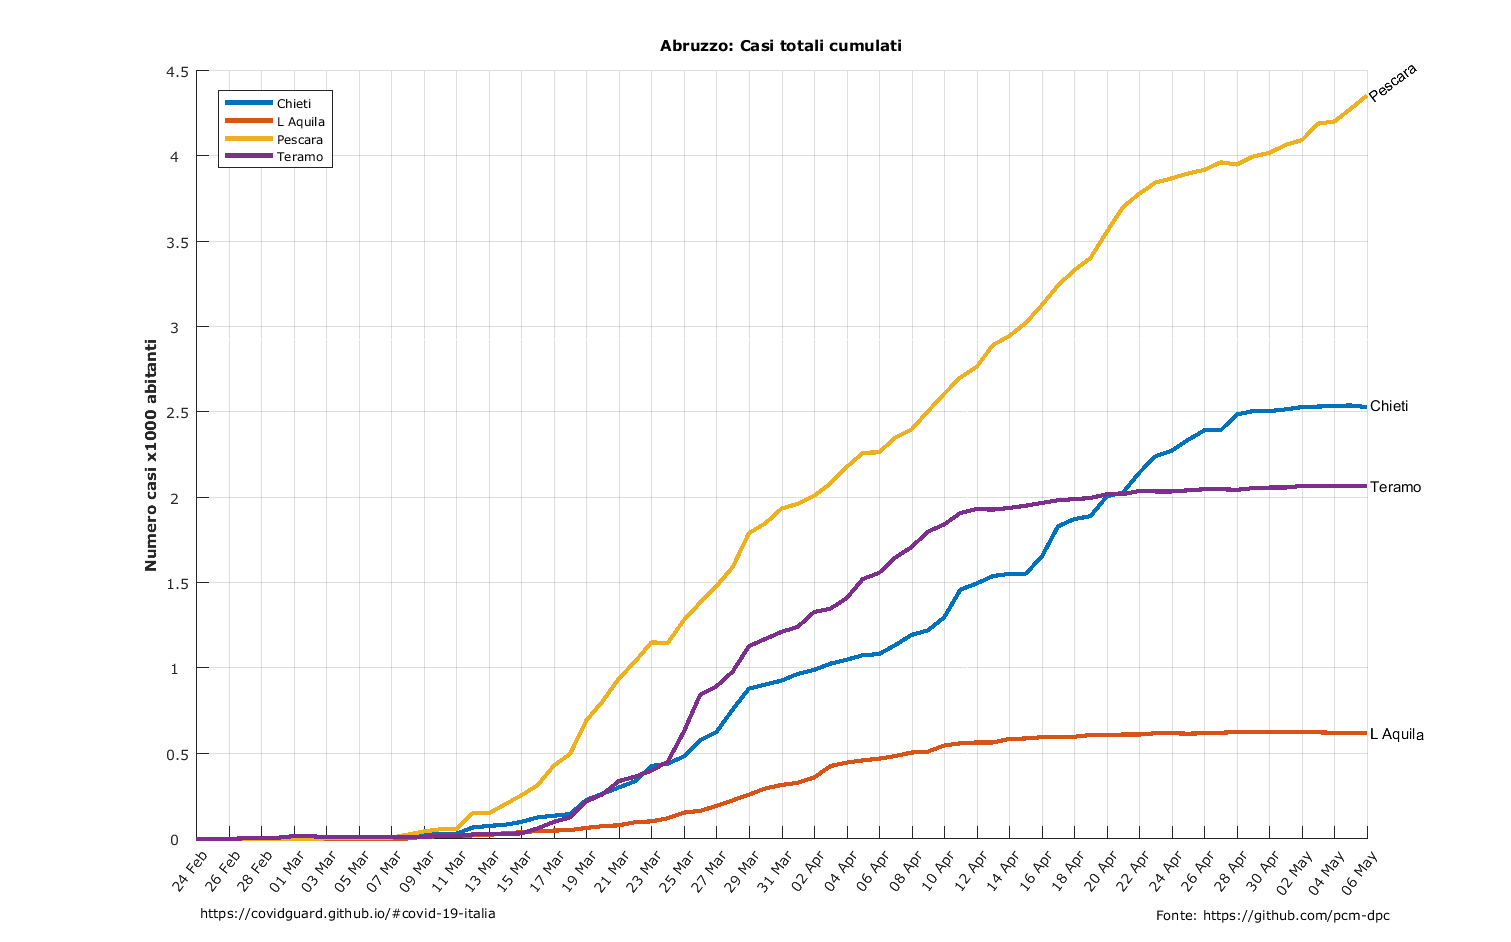 Abruzzo: Casi totali cumulati
Numero casi x1000 abitanti
4.5
4
3.5
3
2.5
2
1.5
1
0.5
0
Chieti
L Aquila
Pescara
Teramo
Pescara
Chieti
Teramo
L Aquila
24 Feb
26 Feb
28 Feb
01 Mar
03 Mar
05 Mar
07 Mar
09 Mar
11 Mar
13 Mar
15 Mar
17 Mar
19 Mar
21 Mar
23 Mar
25 Mar
27 Mar
29 Mar
31 Mar
02 Apr
04 Apr
06 Apr
08 Apr
10 Apr
12 Apr
14 Apr
16 Apr
18 Apr
20 Apr
22 Apr
24 Apr
26 Apr
28 Apr
30 Apr
02 May
04 May
06 May
https://covidguard.github.io/#covid-19-italia
Fonte: https://github.com/pcm-dpc